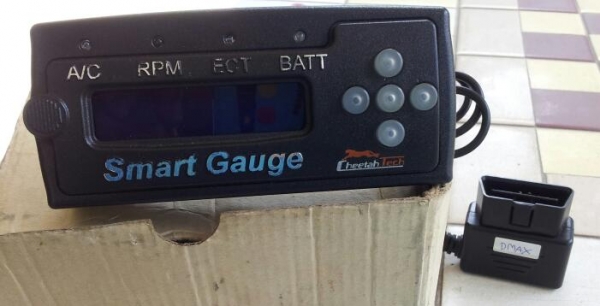 A/C RPM ECT BATT
Smart Gauge
CheetahTech
DMAX